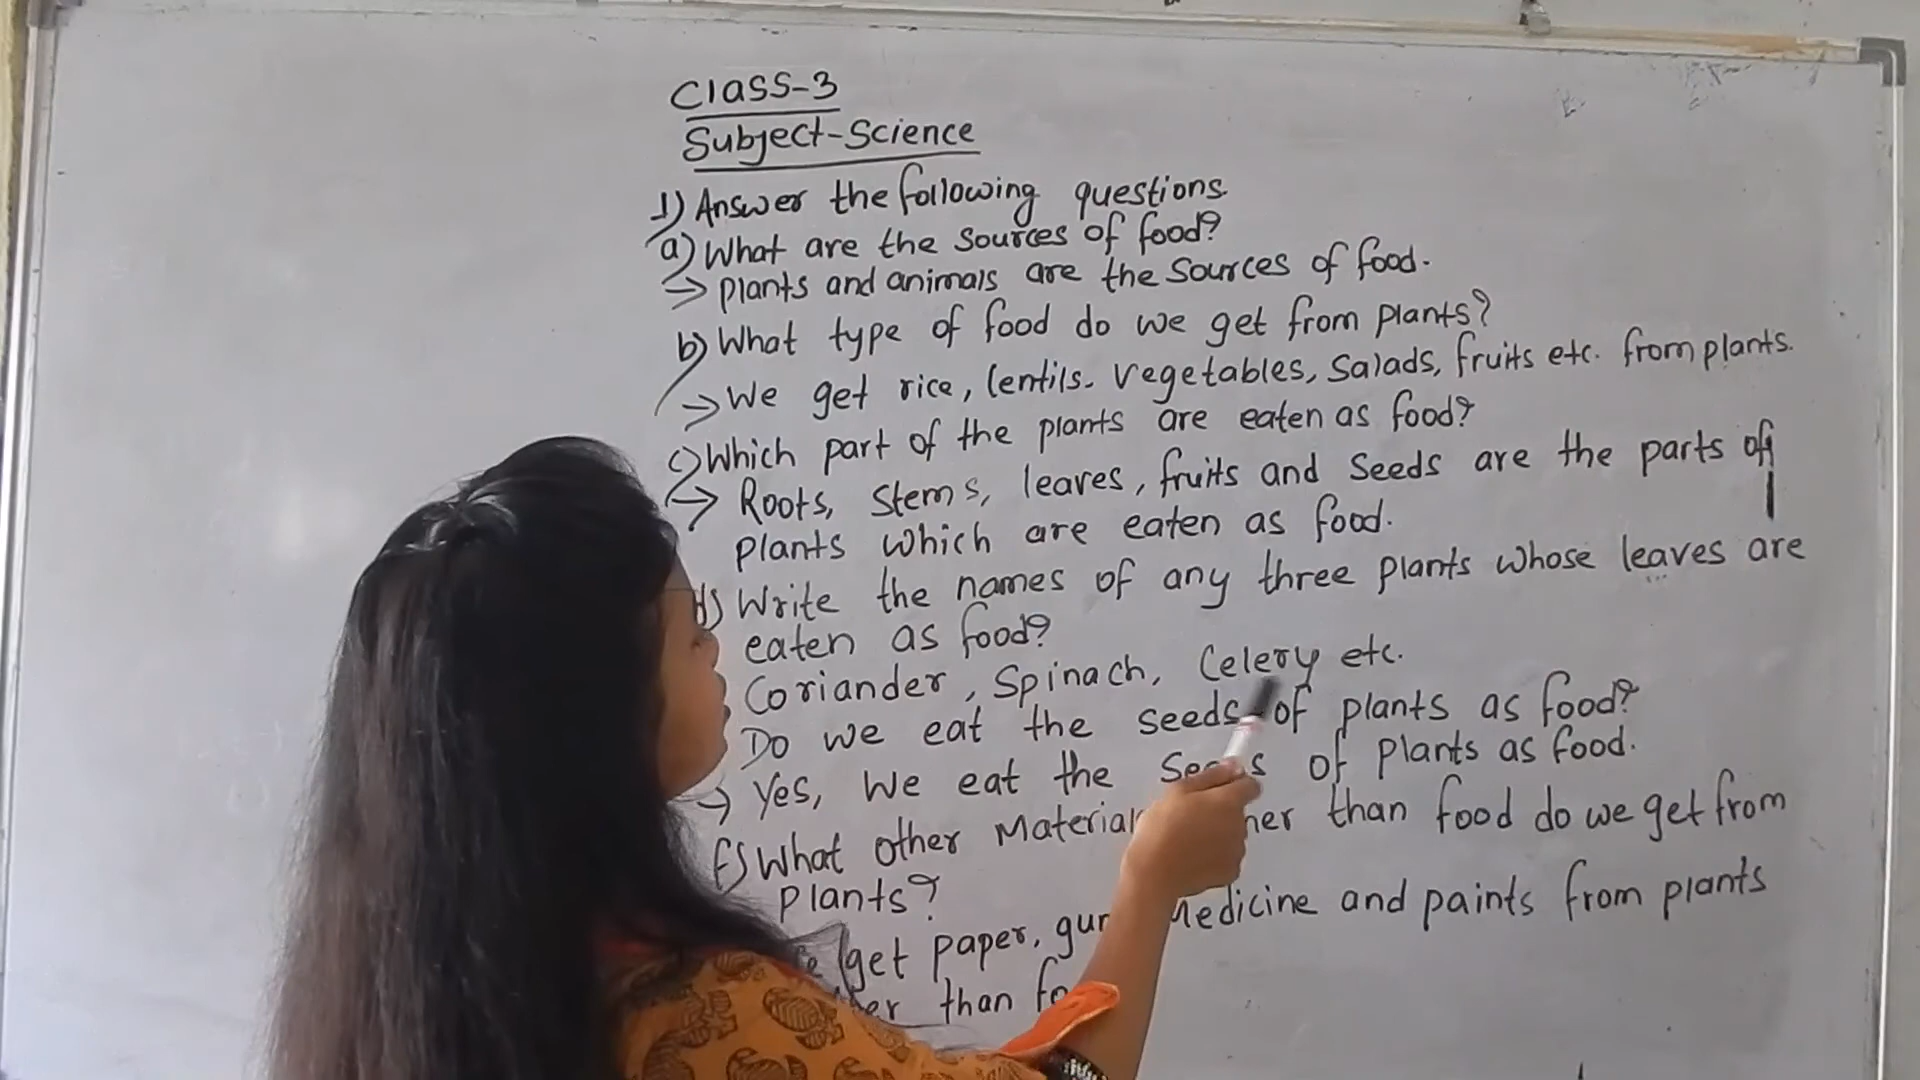 Class-3
Subject-Science
1) Answer the following questions.
a) What are the sources of food?
→ plants and animals are the sources of food.
b) What type of food do we get from plants?
→ We get rice, lentils. vegetables, salads, fruits etc. from plants.
c) Which part of the plants are eaten as food?
→ Roots, stems, leaves, fruits and seeds are the parts of
plants which are eaten as food.
d) Write the names of any three plants whose leaves are
eaten as food?
Coriander, Spinach, Celery etc.
Do we eat the seeds of plants as food?
→ Yes, We eat the seeds of plants as food.
f) What other Material than food do we get from
plants?
get paper, medicine and paints from plants
than